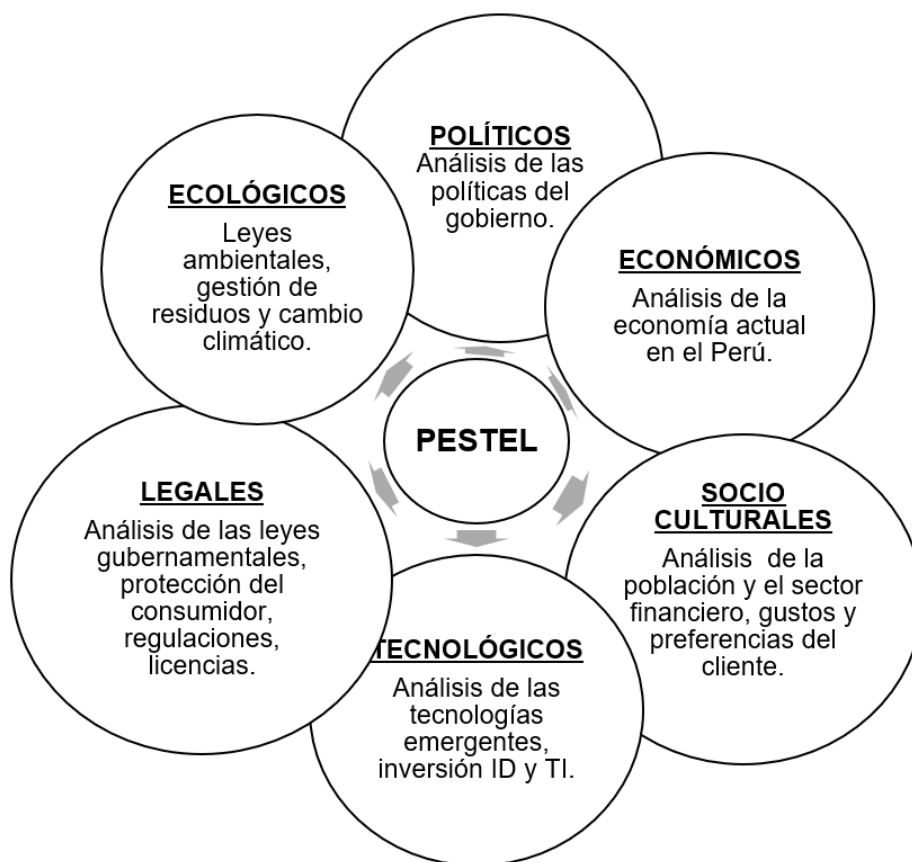 POLÍTICOS
Análisis de las
políticas del
gobierno.
ECONÓMICOS
Análisis de la
economía actual
en el Perú.
SOCIO
CULTURALES
Análisis de la
población y el sector
financiero, gustos y
preferencias del
cliente.
TECNOLÓGICOS
Análisis de las
tecnologías
emergentes,
inversión ID y TI.
LEGALES
Análisis de las leyes
gubernamentales,
protección del
consumidor,
regulaciones,
licencias.
ECOLÓGICOS
Leyes
ambientales,
gestión de
residuos y cambio
climático.
PESTEL